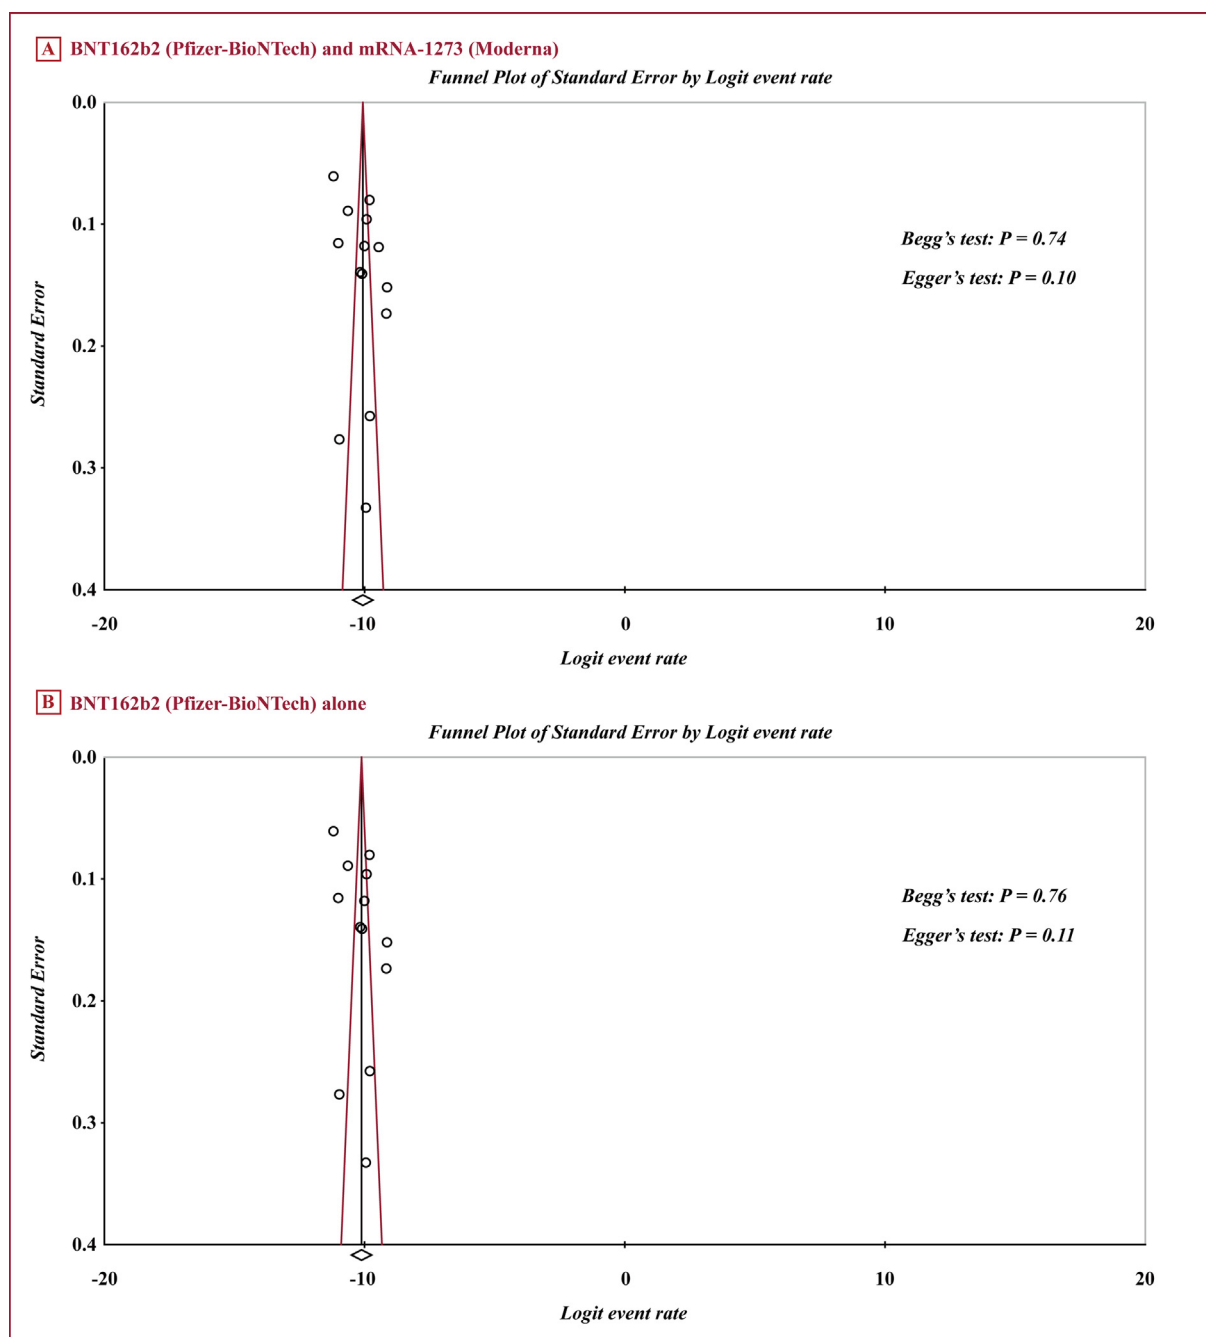 A BNT162b2 (Pfizer-BioNTech) and mRNA-1273 (Moderna)
Funnel Plot of Standard Error by Logit event rate
0.0
0.1
0.2
0.3
0.4
Standard Error
Begg’s test: P = 0.74
Egger’s test: P = 0.10
-20 -10 0 10 20
Logit event rate
B BNT162b2 (Pfizer-BioNTech) alone
Funnel Plot of Standard Error by Logit event rate
0.0
0.1
0.2
0.3
0.4
Standard Error
Begg’s test: P = 0.76
Egger’s test: P = 0.11
-20 -10 0 10 20
Logit event rate